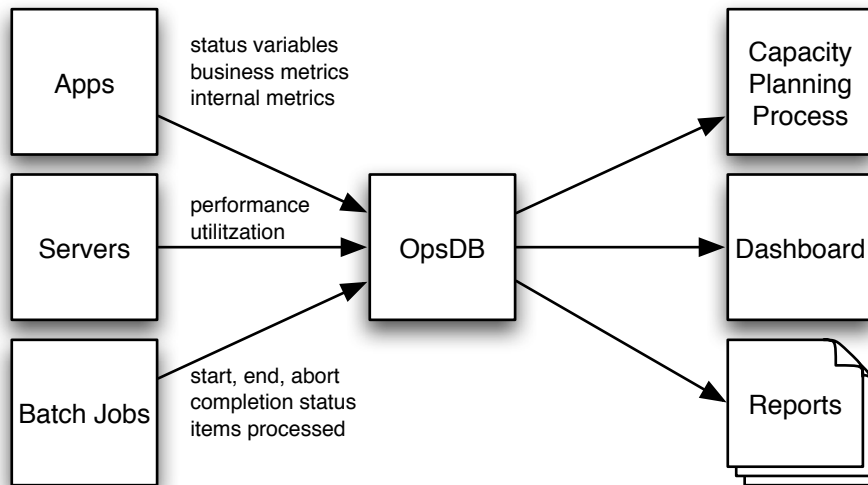 Apps
status variables
business metrics
internal metrics
Capacity
Planning
Process
Servers
performance
utilitzation
OpsDB
Dashboard
Batch Jobs
start, end, abort
completion status
items processed
Reports